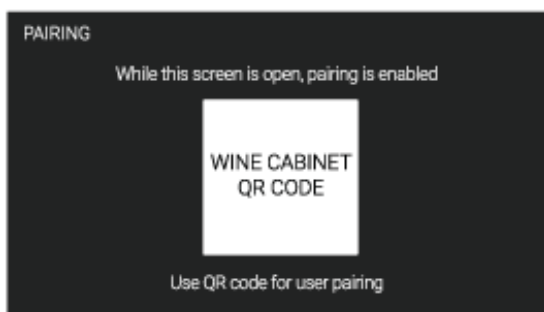 PAIRING
While this screen is open, pairing is enabled
WINE CABINET
QR CODE
Use QR code for user pairing